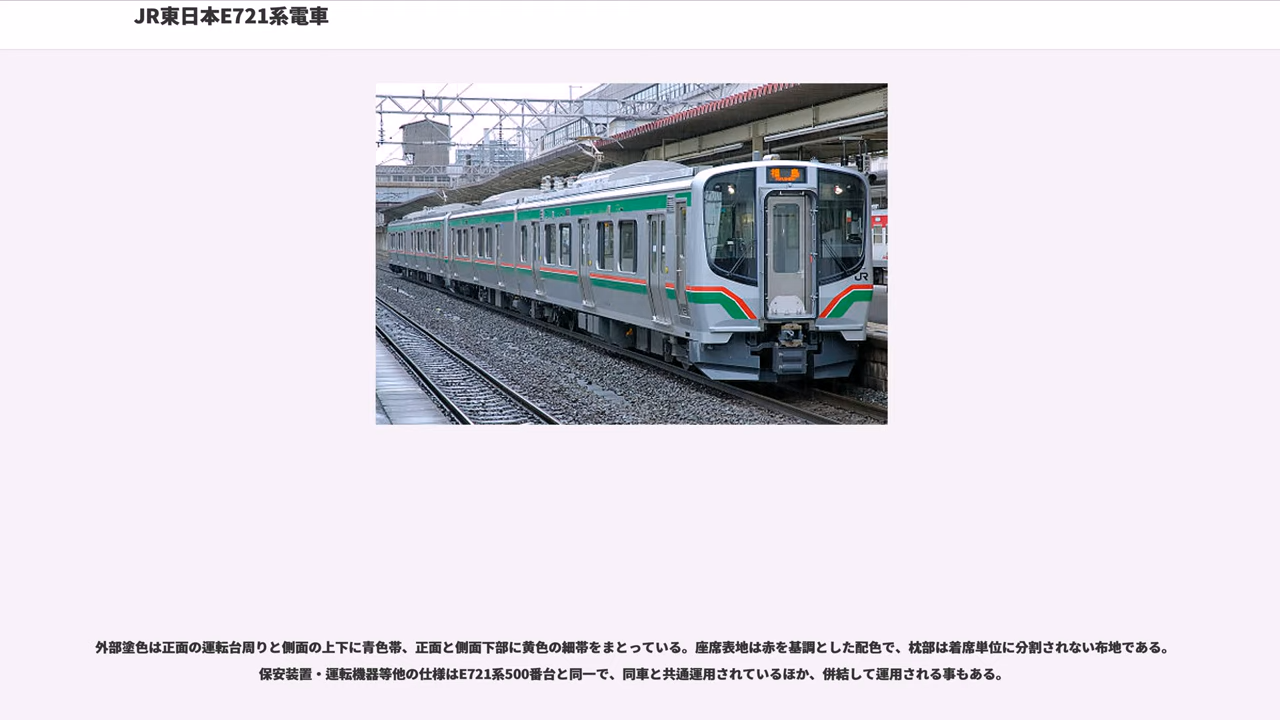 JR東日本E721系電車
福島
JR
外部塗色は正面の運転台周りと側面の上下に青色帯、正面と側面下部に黄色の細帯をまとっている。座席表地は赤を基調とした配色で、枕部は着席単位に分割されない布地である。
保安装置・運転機器等他の仕様はE721系500番台と同一で、同車と共通運用されているほか、併結して運用される事もある。